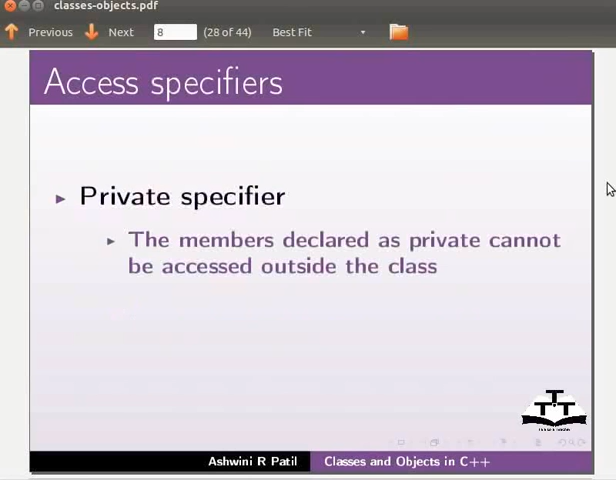 classes-objects.pdf
Previous Next 8 (28 of 44) Best Fit
Access specifiers
Private specifier
The members declared as private cannot
be accessed outside the class
Ashwini R Patil Classes and Objects in C++